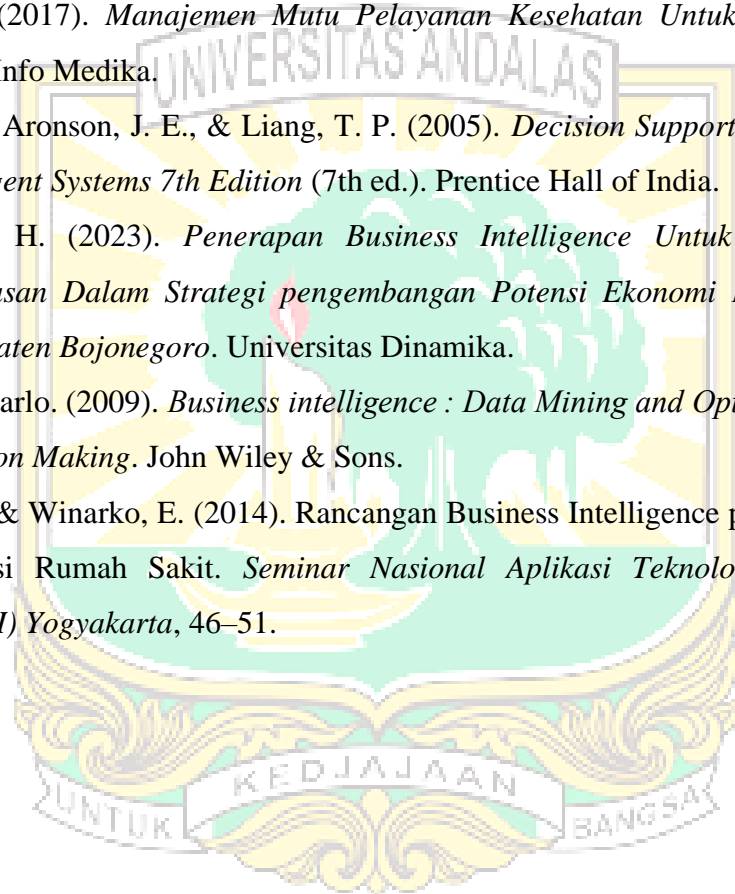 (2017). Manajemen Mutu Pelayanan Kesehatan Untuk
Info Medika.
UNIVERSITAS ANDALAS
Aronson, J. E., & Liang, T. P. (2005). Decision Support
gent Systems 7th Edition (7th ed.). Prentice Hall of India.
H. (2023). Penerapan Business Intelligence Untuk
san Dalam Strategi pengembangan Potensi Ekonomi
aten Bojonegoro. Universitas Dinamika.
arlo. (2009). Business intelligence : Data Mining and Opt
on Making. John Wiley & Sons.
& Winarko, E. (2014). Rancangan Business Intelligence p
si Rumah Sakit. Seminar Nasional Aplikasi Teknolo
I) Yogyakarta, 46–51.
KEDJAJAAN
UNTUK BANGSA